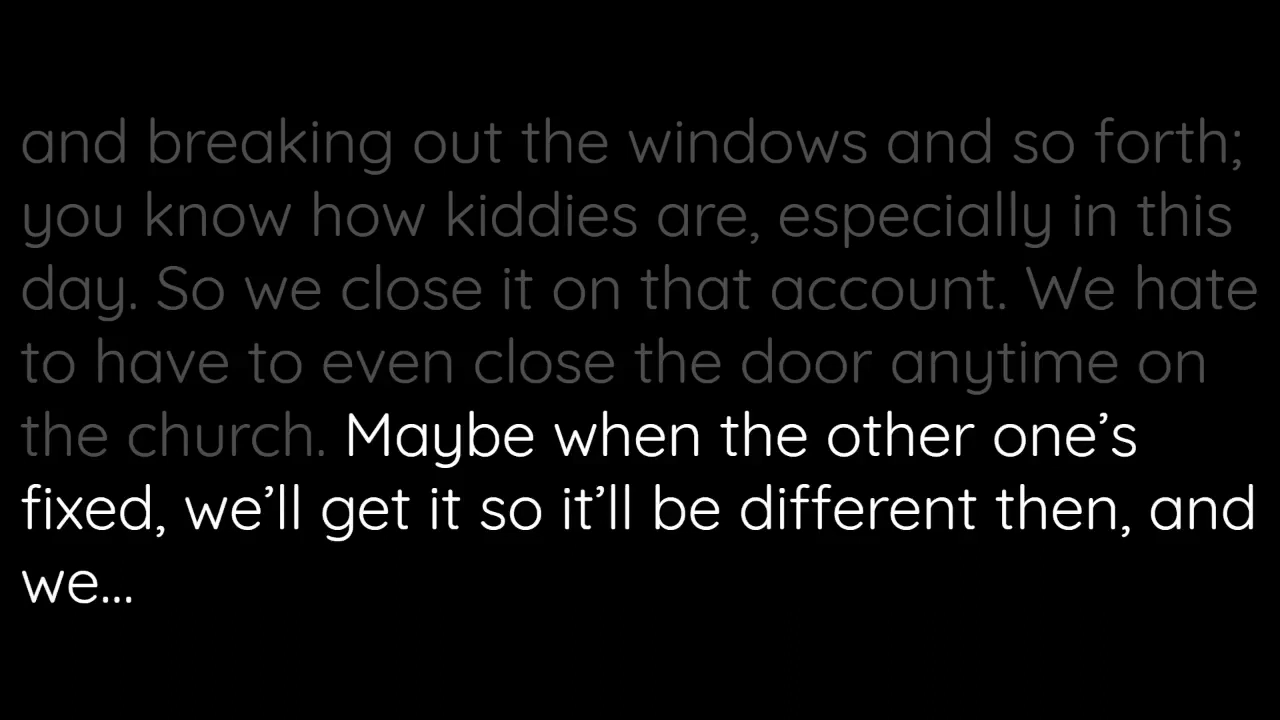 and breaking out the windows and so forth;
you know how kiddies are, especially in this
day. So we close it on that account. We hate
to have to even close the door anytime on
the church. Maybe when the other one’s
fixed, we’ll get it so it’ll be different then, and
we...